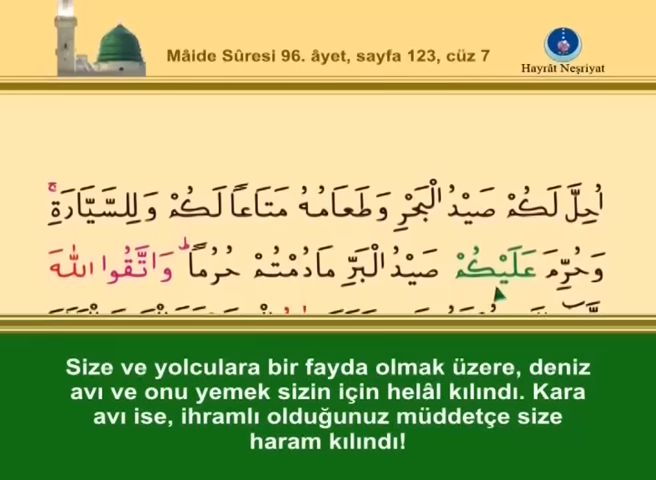 Mâide Sûresi 96. âyet, sayfa 123, cüz 7
Hayrât Neşriyat
اُحِلَّ لَكُمْ صَيْدُ الْبَحْرِ وَطَعَامُهُ مَتَاعًا لَكُمْ وَلِلسَّيَّارَةِۚ
وَحُرِّمَ عَلَيْكُمْ صَيْدُ الْبَرِّ مَادُمْتُمْ حُرُمًاۜ وَاتَّقُوا اللّٰهَ
Size ve yolculara bir fayda olmak üzere, deniz
avı ve onu yemek sizin için helâl kılındı. Kara
avı ise, ihramlı olduğunuz müddetçe size
haram kılındı!